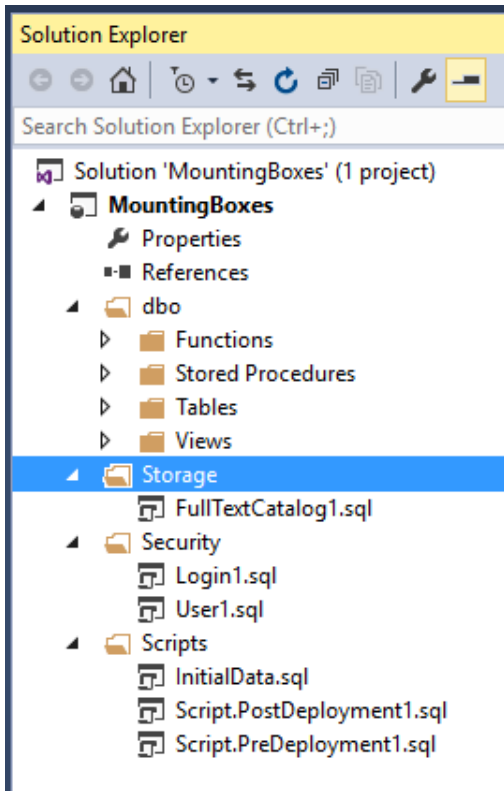 Solution Explorer
Search Solution Explorer (Ctrl+;)
Solution 'MountingBoxes' (1 project)
MountingBoxes
Properties
References
dbo
Functions
Stored Procedures
Tables
Views
Storage
FullTextCatalog1.sql
Security
Login1.sql
User1.sql
Scripts
InitialData.sql
Script.PostDeployment1.sql
Script.PreDeployment1.sql